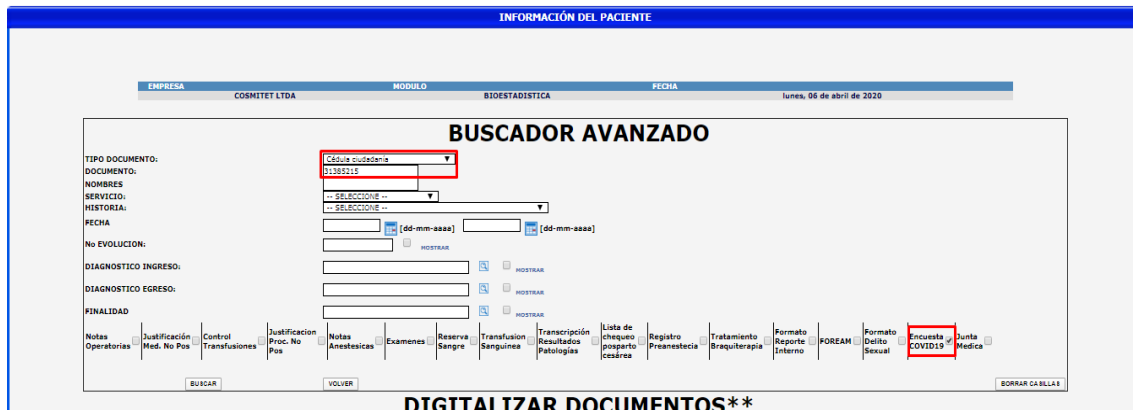 INFORMACIÓN DEL PACIENTE
EMPRESA MODULO FECHA
COSMITET LTDA BIOESTADISTICA lunes, 06 de abril de 2020
BUSCADOR AVANZADO
TIPO DOCUMENTO: Cédula ciudadanía
DOCUMENTO: 31385215
NOMBRES
SERVICIO: -- SELECCIONE --
HISTORIA: -- SELECCIONE --
FECHA [dd-mm-aaaa] [dd-mm-aaaa]
No EVOLUCION: MOSTRAR
DIAGNOSTICO INGRESO: MOSTRAR
DIAGNOSTICO EGRESO: MOSTRAR
FINALIDAD MOSTRAR
Notas Operatorias
Justificación Med. No Pos
Control Transfusiones
Justificacion Proc. No Pos
Notas Anestesicas
Examenes
Reserva Sangre
Transfusion Sanguinea
Transcripción Resultados Patologías
Lista de chequeo posparto cesárea
Registro Preanestecia
Tratamiento Braquiterapia
Formato Reporte Interno
FOREAM
Formato Delito Sexual
Encuesta COVID19
Junta Medica
BUSCAR VOLVER BORRAR CASILLAS
DIGITALIZAR DOCUMENTOS**